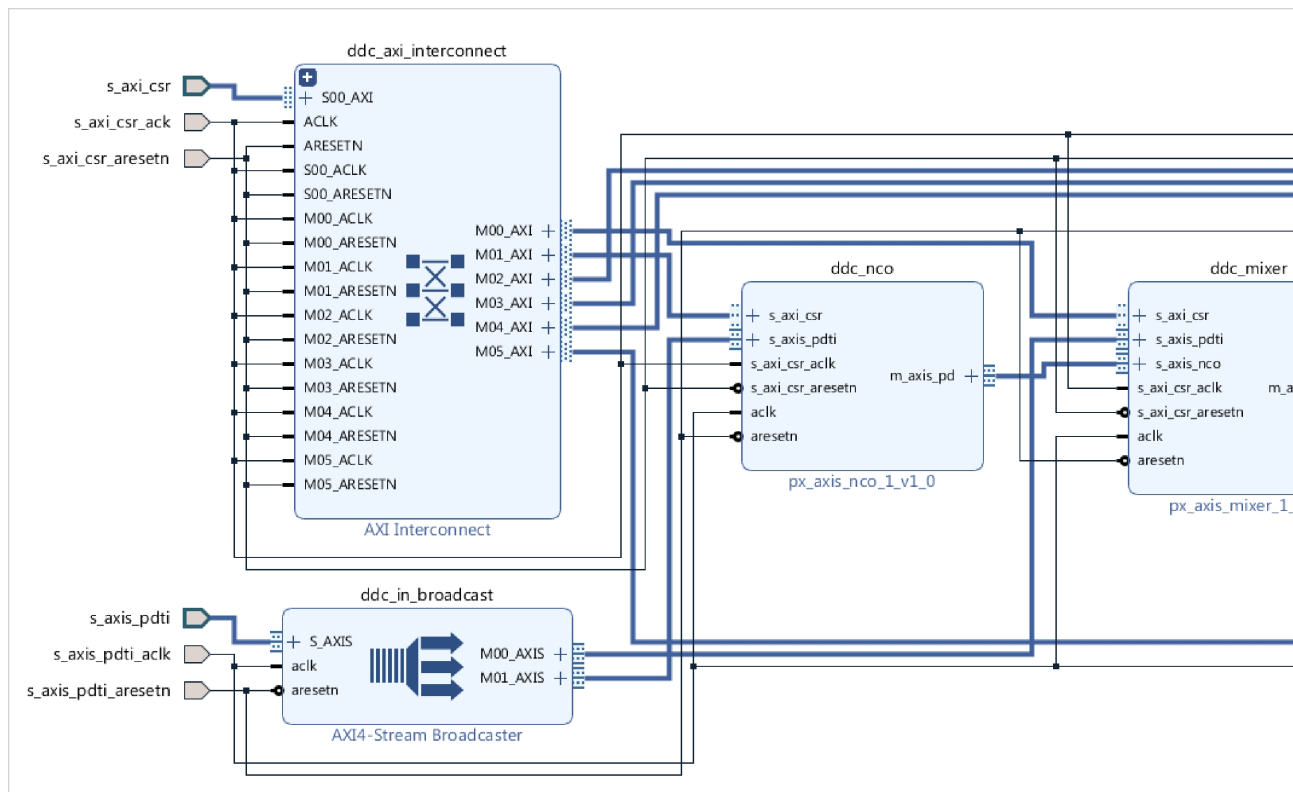 ddc_axi_interconnect
s_axi_csr
s_axi_csr_ack
s_axi_csr_aresetn
S00_AXI
ACLK
ARESETN
S00_ACLK
S00_ARESETN
M00_ACLK
M00_ARESETN
M01_ACLK
M01_ARESETN
M02_ACLK
M02_ARESETN
M03_ACLK
M03_ARESETN
M04_ACLK
M04_ARESETN
M05_ACLK
M05_ARESETN
M00_AXI
M01_AXI
M02_AXI
M03_AXI
M04_AXI
M05_AXI
AXI Interconnect
ddc_nco
s_axi_csr
s_axis_pdti
s_axi_csr_aclk
s_axi_csr_aresetn
aclk
aresetn
m_axis_pd
px_axis_nco_1_v1_0
ddc_mixer
s_axi_csr
s_axis_pdti
s_axis_nco
s_axi_csr_aclk
s_axi_csr_aresetn
aclk
aresetn
m_a
px_axis_mixer_1_
ddc_in_broadcast
s_axis_pdti
s_axis_pdti_aclk
s_axis_pdti_aresetn
S_AXIS
aclk
aresetn
M00_AXIS
M01_AXIS
AXI4-Stream Broadcaster